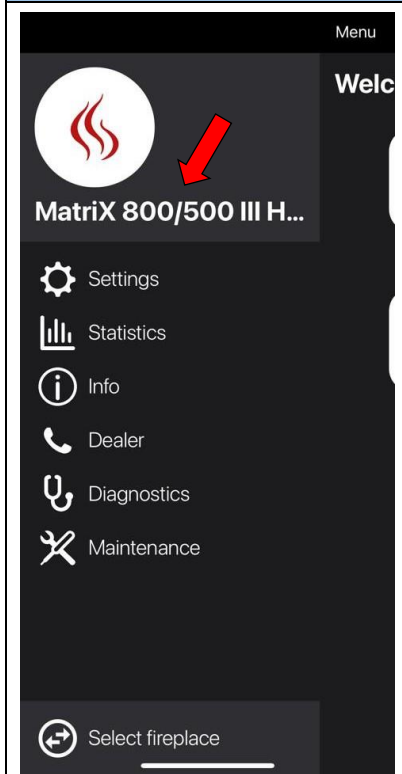 Menu
Welc
MatriX 800/500 III H...
Settings
Statistics
Info
Dealer
Diagnostics
Maintenance
Select fireplace